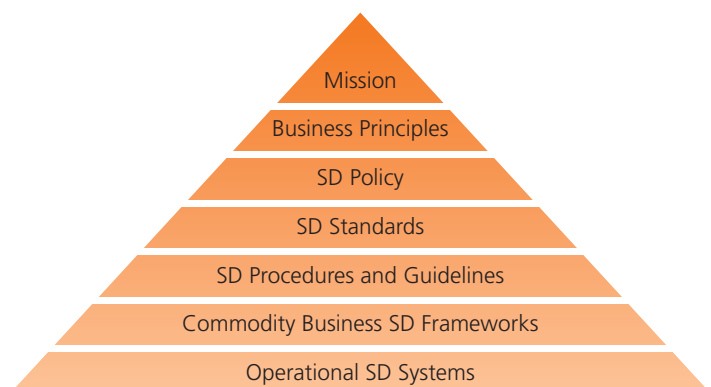 Mission
Business Principles
SD Policy
SD Standards
SD Procedures and Guidelines
Commodity Business SD Frameworks
Operational SD Systems